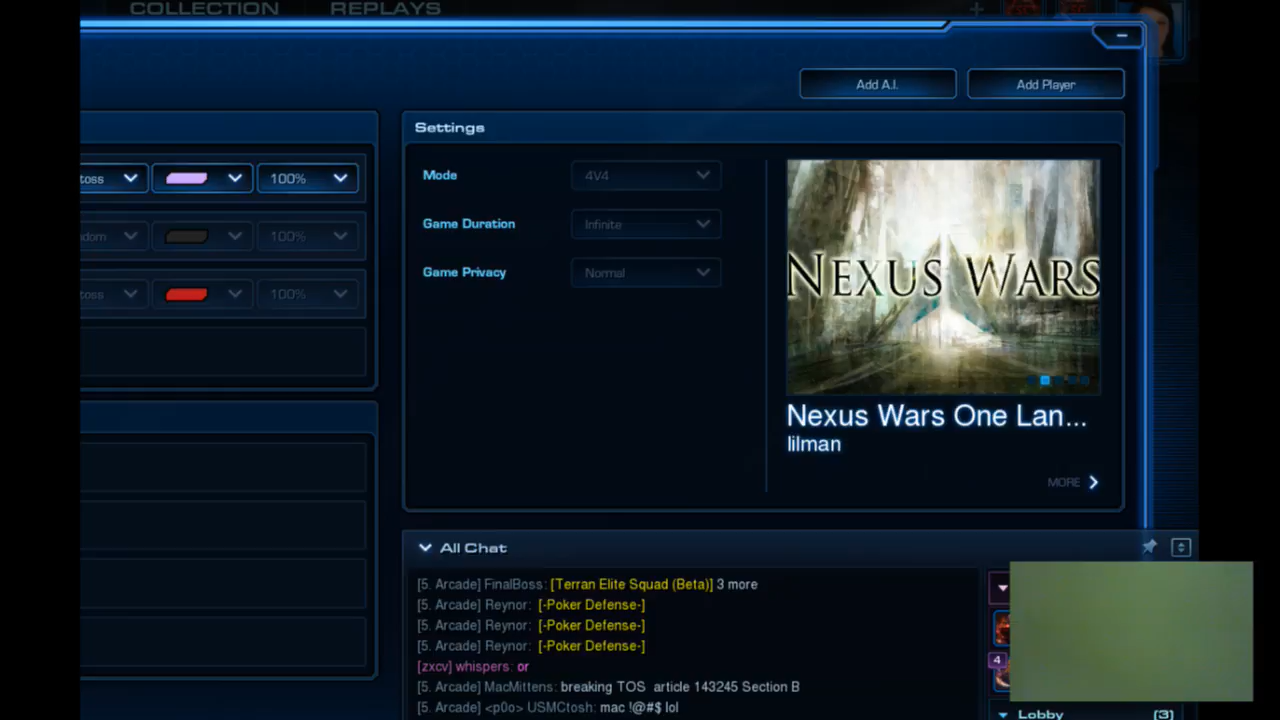 COLLECTION REPLAYS
Add A.I. Add Player
Settings
toss 100%
Mode 4V4
Game Duration Infinite
dom 100%
Game Privacy Normal
toss 100%
NEXUS WARS
Nexus Wars One Lan...
lilman
MORE
All Chat
[5. Arcade] FinalBoss: [Terran Elite Squad (Beta)] 3 more
[5. Arcade] Reynor: [-Poker Defense-]
[5. Arcade] Reynor: [-Poker Defense-]
[5. Arcade] Reynor: [-Poker Defense-]
[zxcv] whispers: or
4
[5. Arcade] MacMittens: breaking TOS article 143245 Section B
[5. Arcade] <p0o> USMCtosh: mac !@#$ lol
Lobby (3)